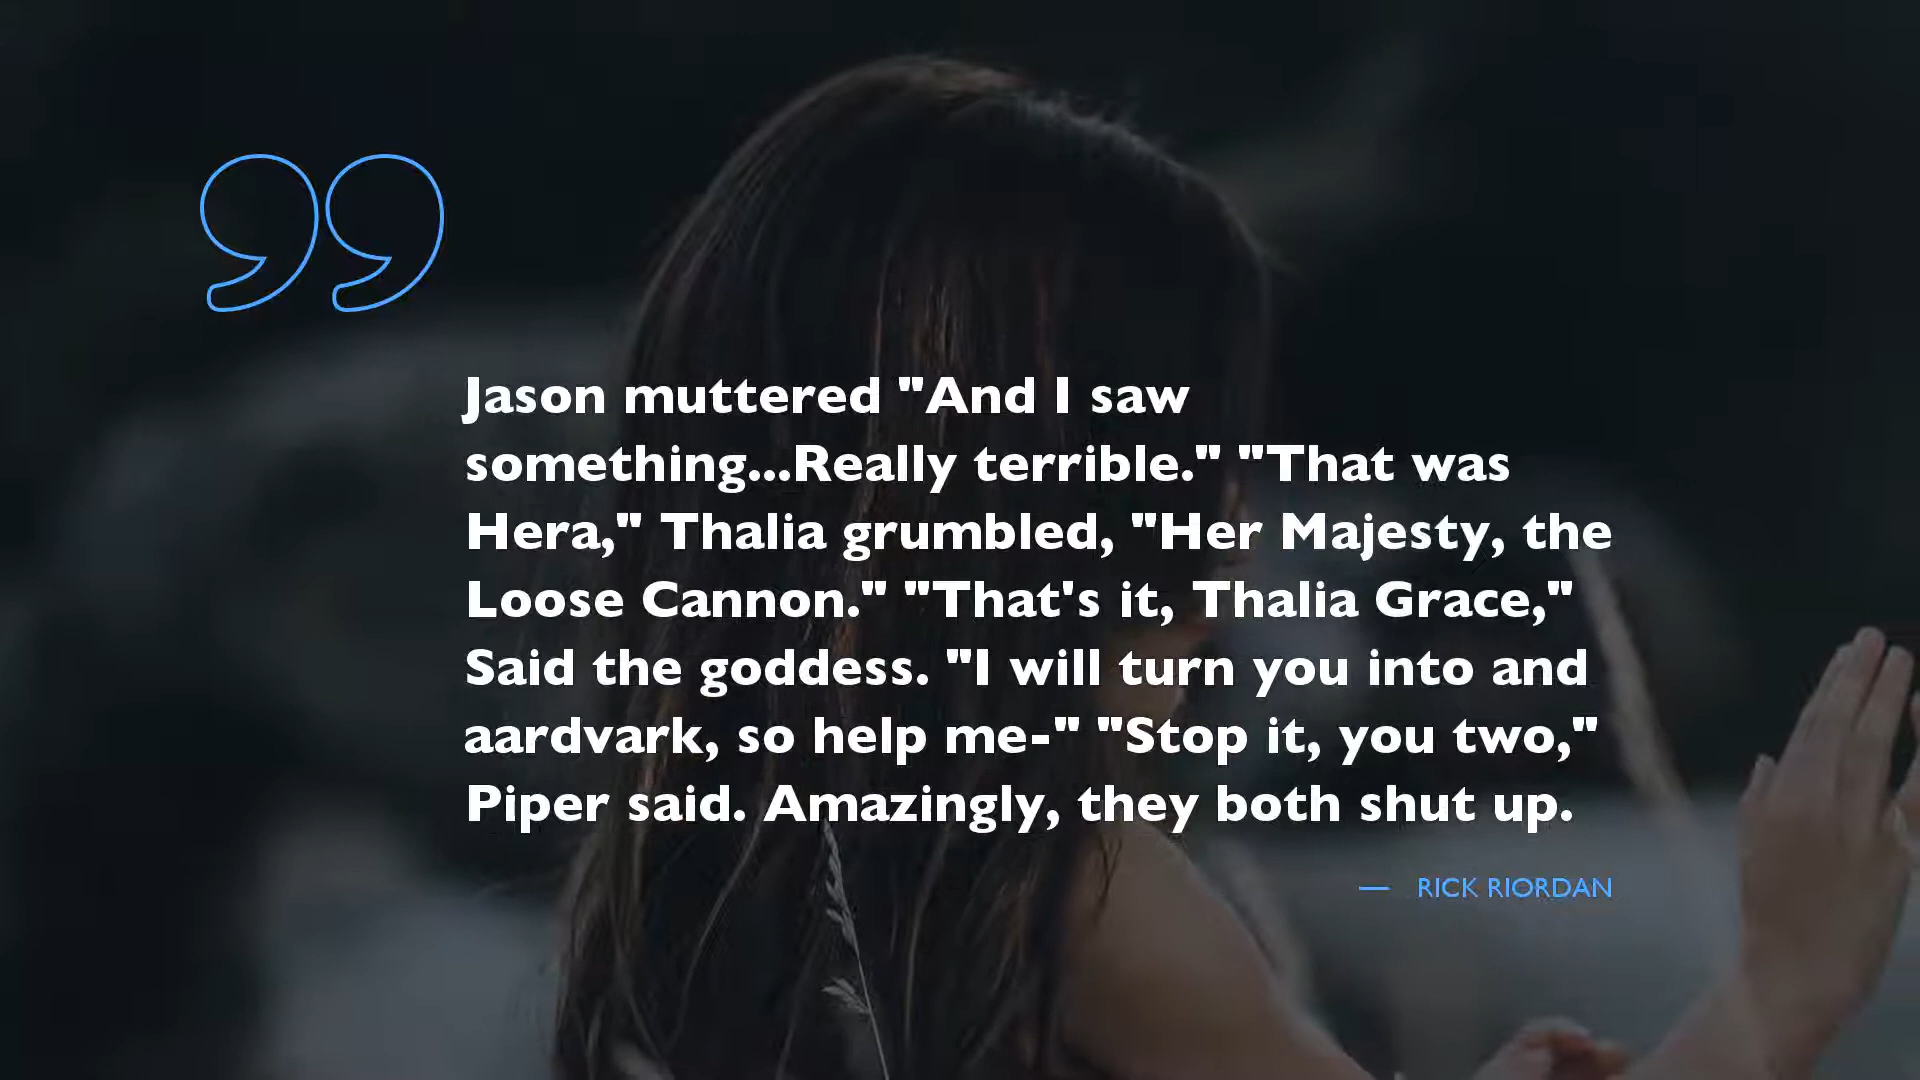 Jason muttered "And I saw
something...Really terrible." "That was
Hera," Thalia grumbled, "Her Majesty, the
Loose Cannon." "That's it, Thalia Grace,"
Said the goddess. "I will turn you into and
aardvark, so help me-" "Stop it, you two,"
Piper said. Amazingly, they both shut up.
— RICK RIORDAN